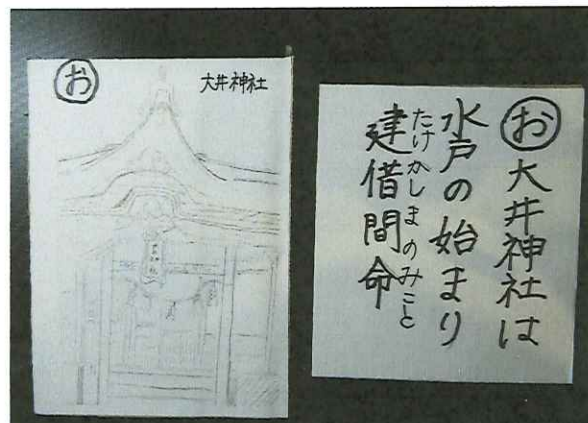 お
大井神社
お 大井神社は
水戸の始まり
たけかしまのみこと
建借間命